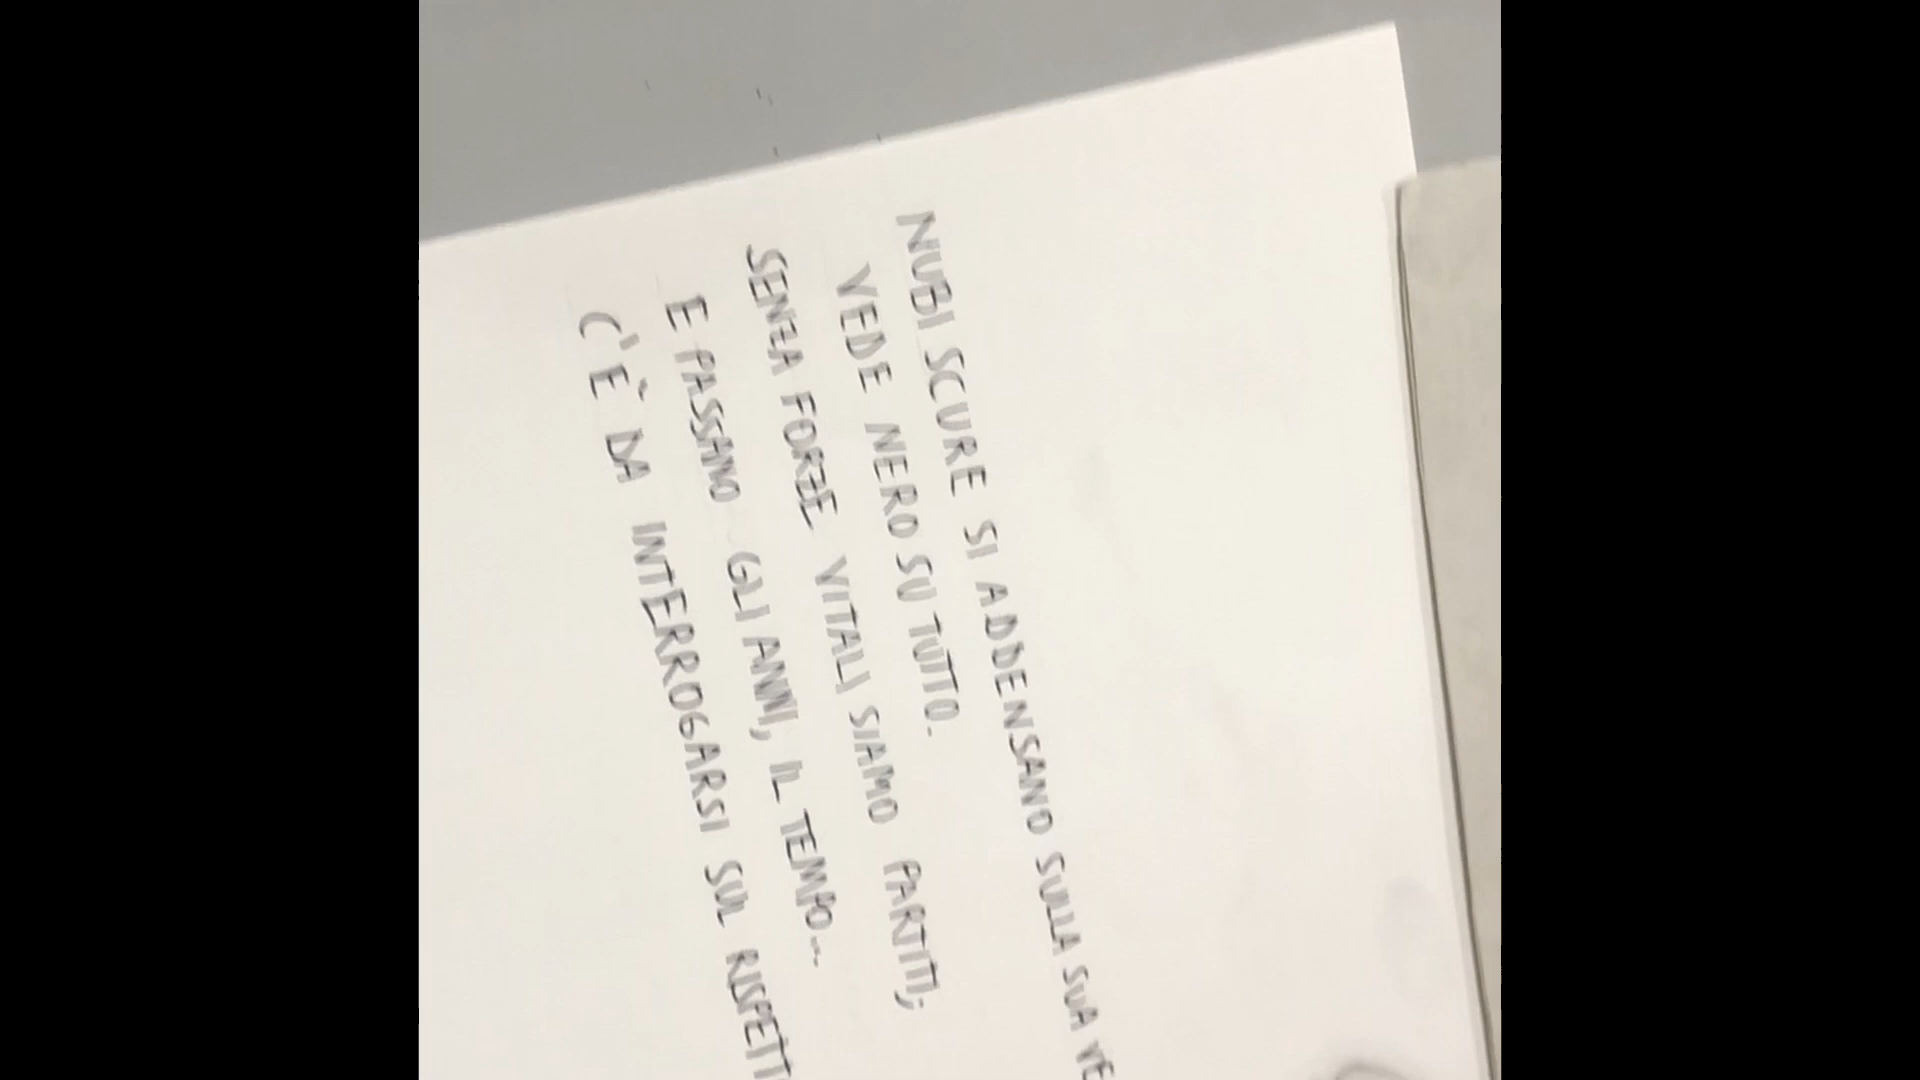 NUBI SCURE SI ADDENSANO SULLA SUA
VEDE NERO SU TUTTO.
SENZA FORZE VITALI SIAMO PARTITI;
E PASSANO GLI ANNI, IL TEMPO...
C'È DA INTERROGARSI SUL RISPETT